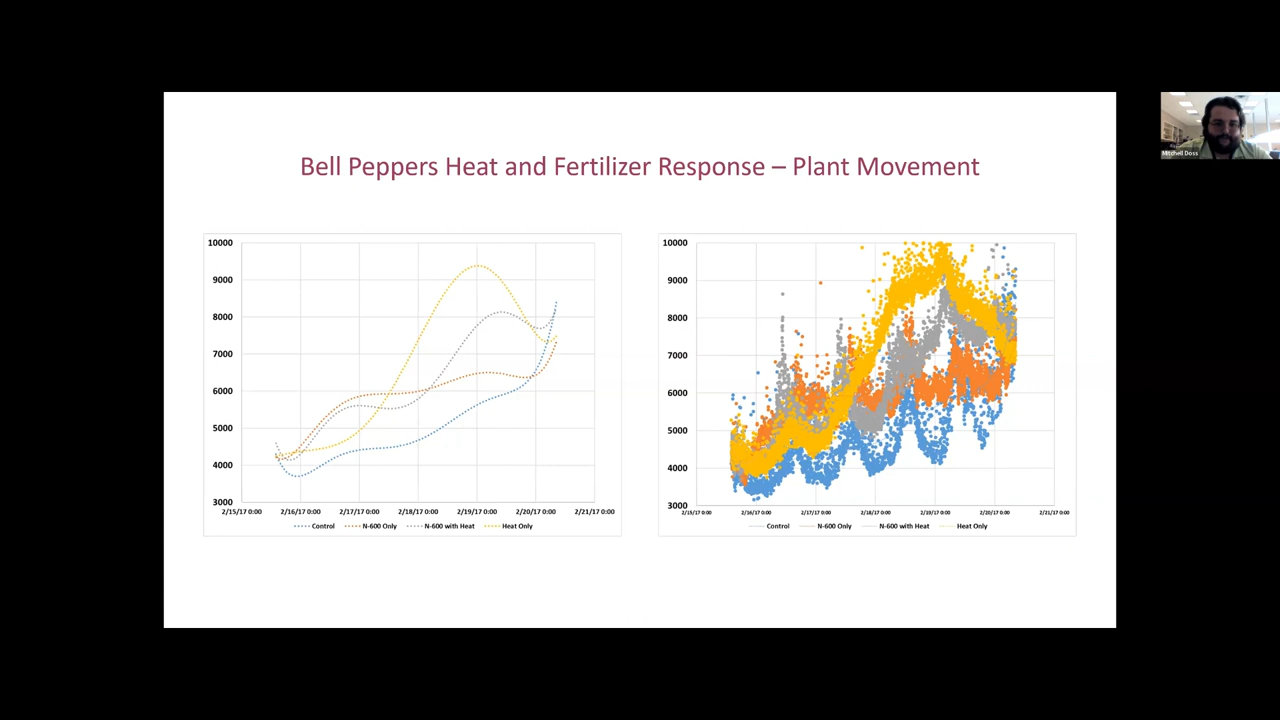 Mitchell Doss
Bell Peppers Heat and Fertilizer Response – Plant Movement
10000
9000
8000
7000
6000
5000
4000
3000
2/15/17 0:00 2/16/17 0:00 2/17/17 0:00 2/18/17 0:00 2/19/17 0:00 2/20/17 0:00 2/21/17 0:00
Control N-600 Only N-600 with Heat Heat Only
10000
9000
8000
7000
6000
5000
4000
3000
2/15/17 0:00 2/16/17 0:00 2/17/17 0:00 2/18/17 0:00 2/19/17 0:00 2/20/17 0:00 2/21/17 0:00
Control N-600 Only N-600 with Heat Heat Only